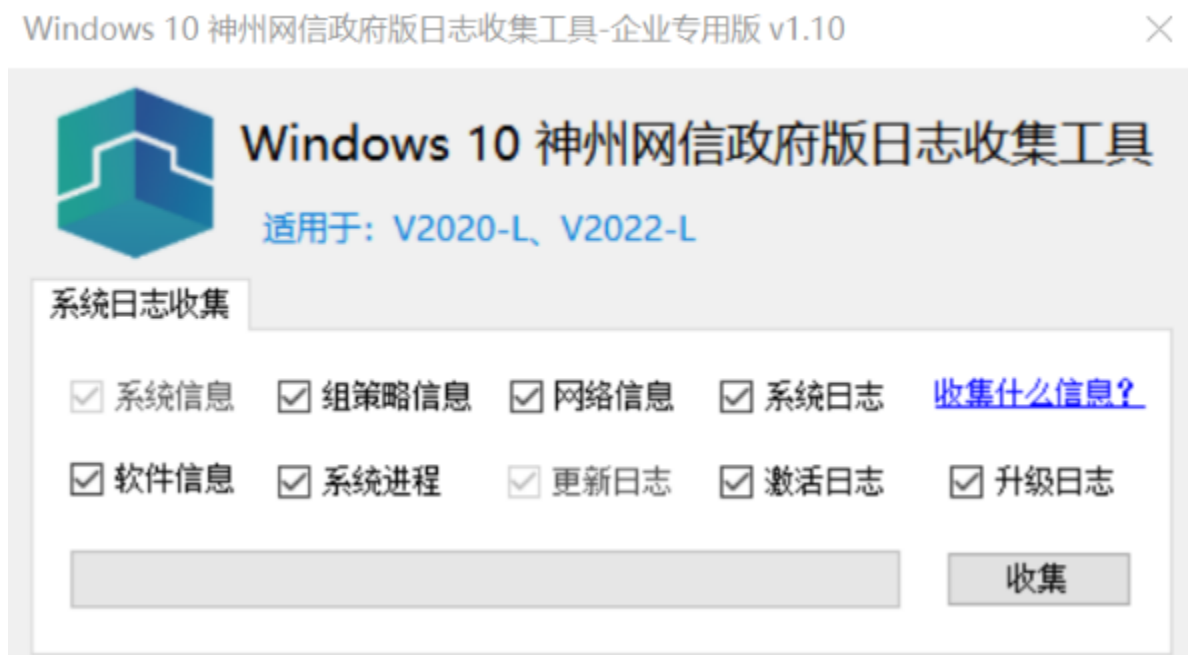 Windows 10 神州网信政府版日志收集工具-企业专用版 v1.10
Windows 10 神州网信政府版日志收集工具
适用于：V2020-L、V2022-L
系统日志收集
系统信息 组策略信息 网络信息 系统日志 收集什么信息？
软件信息 系统进程 更新日志 激活日志 升级日志
收集